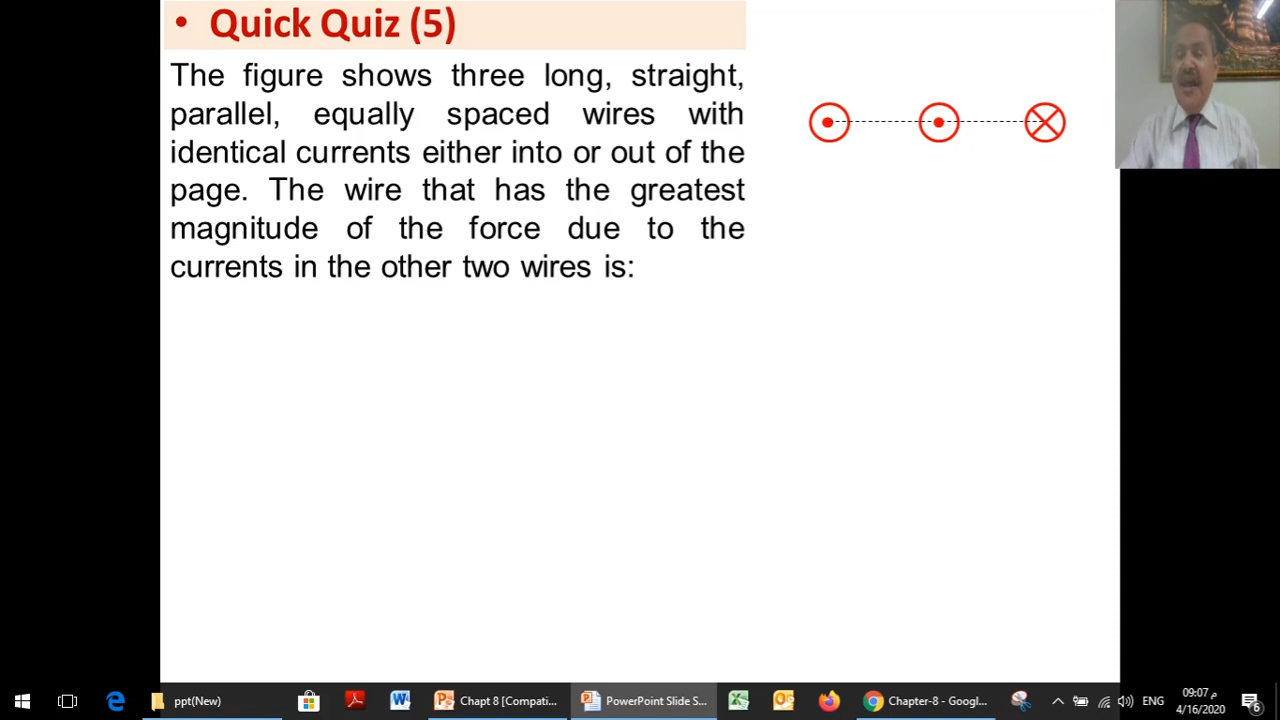 • Quick Quiz (5)
The figure shows three long, straight,
parallel, equally spaced wires with
identical currents either into or out of the
page. The wire that has the greatest
magnitude of the force due to the
currents in the other two wires is:
ppt(New)
Chapt 8 [Compati...
PowerPoint Slide S...
Chapter-8 - Googl...
ENG
09:07 م
4/16/2020
6